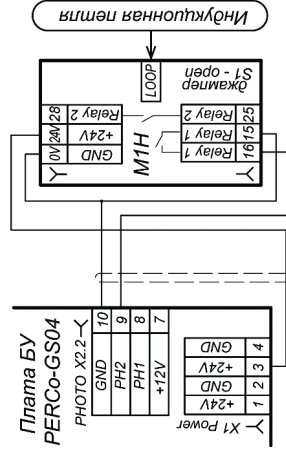 Индукционная петля
LOOP
джампер
S1 - open
28 Relay 2
24V +24V
0V GND
M1H
Relay 2 25
Relay 1 15
Relay 1 16
Плата БУ
PERCo-GS04
PHOTO X2.2
GND 10
PH2 9
PH1 8
+12V 7
X1 Power
GND 4
+24V 3
GND 2
+24V 1